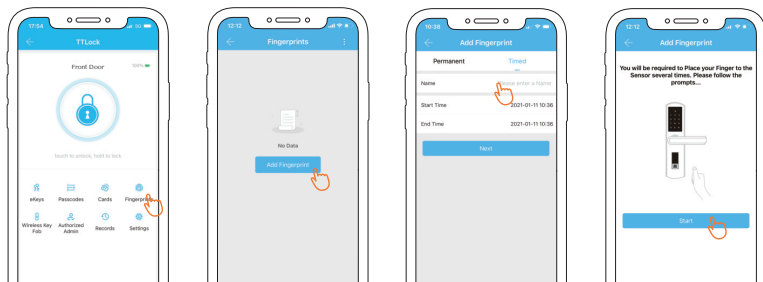 17:54
TTLock
Front Door
100%
touch to unlock, hold to lock
eKeys
Passcodes
Cards
Fingerprints
Wireless Key
Fob
Authorized
Admin
Records
Settings
12:12
Fingerprints
No Data
Add Fingerprint
10:38
Add Fingerprint
Permanent
Timed
Name
Please enter a Name
Start Time
2021-01-11 10:36
End Time
2021-01-11 10:36
Next
12:12
Add Fingerprint
You will be required to Place your Finger to the
Sensor several times. Please follow the
prompts...
Start